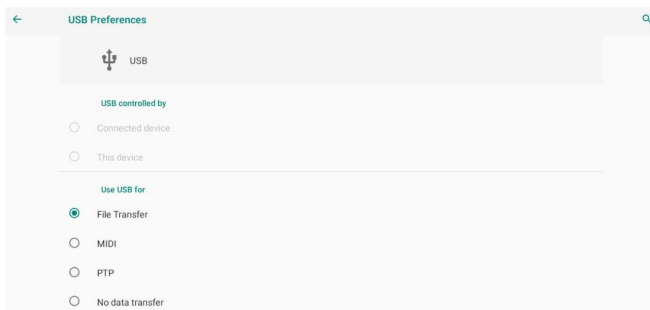 USB Preferences
USB
USB controlled by
Connected device
This device
Use USB for
File Transfer
MIDI
PTP
No data transfer